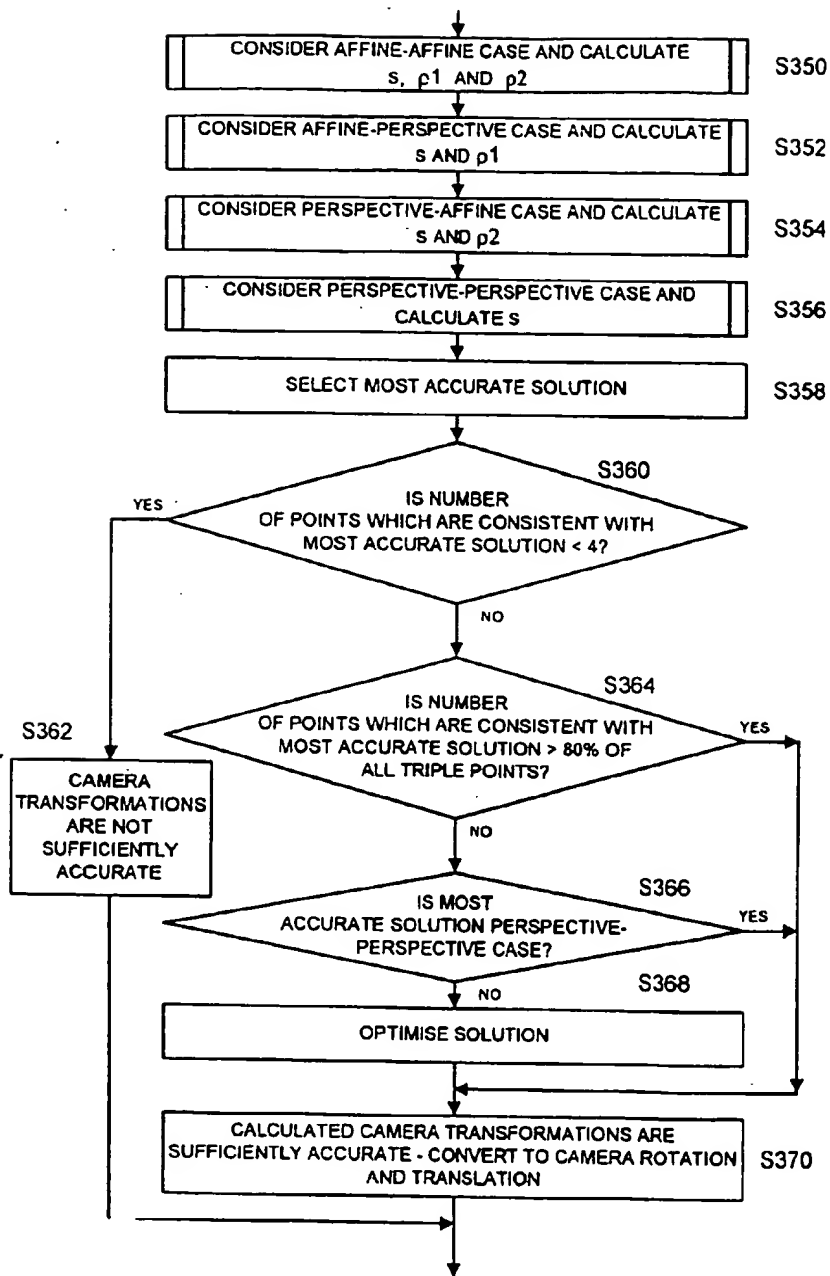 CONSIDER AFFINE-AFFINE CASE AND CALCULATE
s, ρ1 AND ρ2
S350
CONSIDER AFFINE-PERSPECTIVE CASE AND CALCULATE
s AND ρ1
S352
CONSIDER PERSPECTIVE-AFFINE CASE AND CALCULATE
s AND ρ2
S354
CONSIDER PERSPECTIVE-PERSPECTIVE CASE AND
CALCULATE s
S356
SELECT MOST ACCURATE SOLUTION
S358
S360
YES
IS NUMBER
OF POINTS WHICH ARE CONSISTENT WITH
MOST ACCURATE SOLUTION < 4?
NO
S364
IS NUMBER
OF POINTS WHICH ARE CONSISTENT WITH
MOST ACCURATE SOLUTION > 80% OF
ALL TRIPLE POINTS?
YES
S362
CAMERA
TRANSFORMATIONS
ARE NOT
SUFFICIENTLY
ACCURATE
NO
S366
IS MOST
ACCURATE SOLUTION PERSPECTIVE-
PERSPECTIVE CASE?
YES
NO
S368
OPTIMISE SOLUTION
CALCULATED CAMERA TRANSFORMATIONS ARE
SUFFICIENTLY ACCURATE - CONVERT TO CAMERA ROTATION
AND TRANSLATION
S370